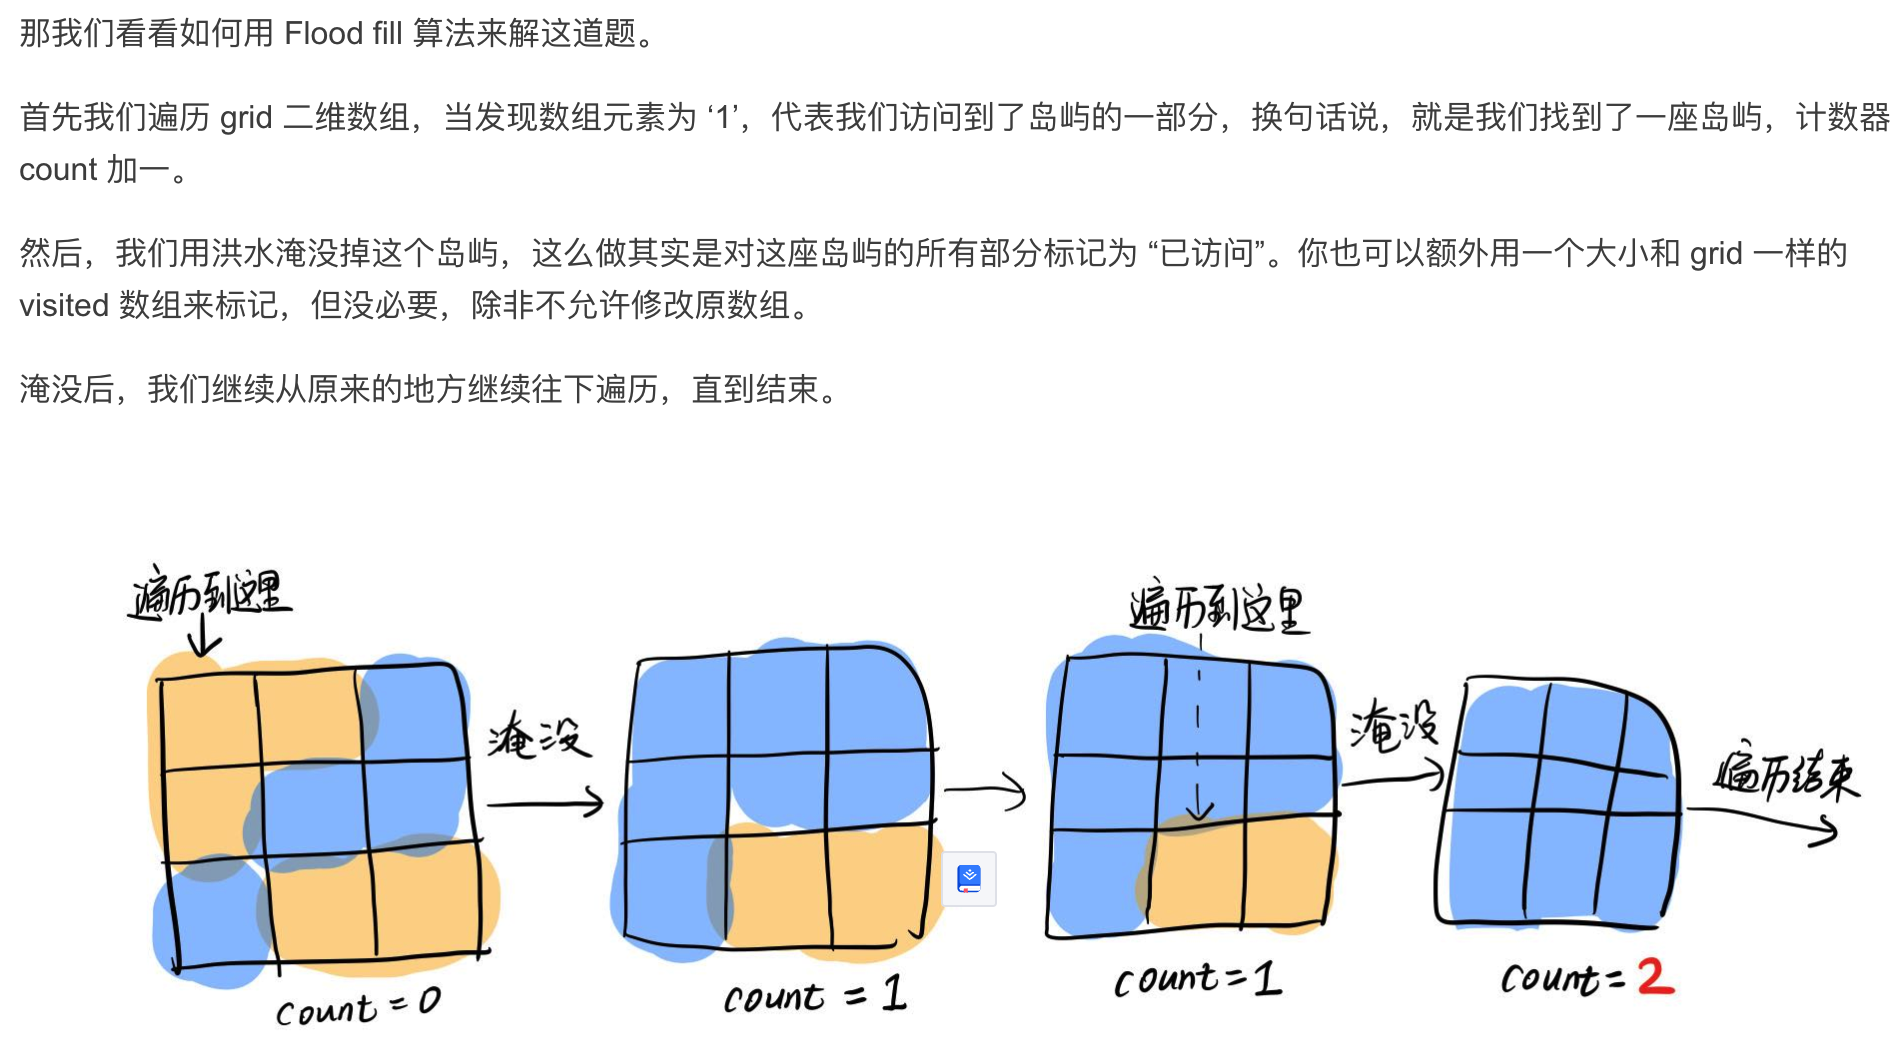 那我们看看如何用 Flood fill 算法来解这道题。
首先我们遍历 grid 二维数组，当发现数组元素为 ‘1’，代表我们访问到了岛屿的一部分，换句话说，就是我们找到了一座岛屿，计数器
count 加一。
然后，我们用洪水淹没掉这个岛屿，这么做其实是对这座岛屿的所有部分标记为 “已访问”。你也可以额外用一个大小和 grid 一样的
visited 数组来标记，但没必要，除非不允许修改原数组。
淹没后，我们继续从原来的地方继续往下遍历，直到结束。
遍历到这里
遍历到这里
淹没
淹没
遍历结束
count = 0
count = 1
count = 1
count = 2